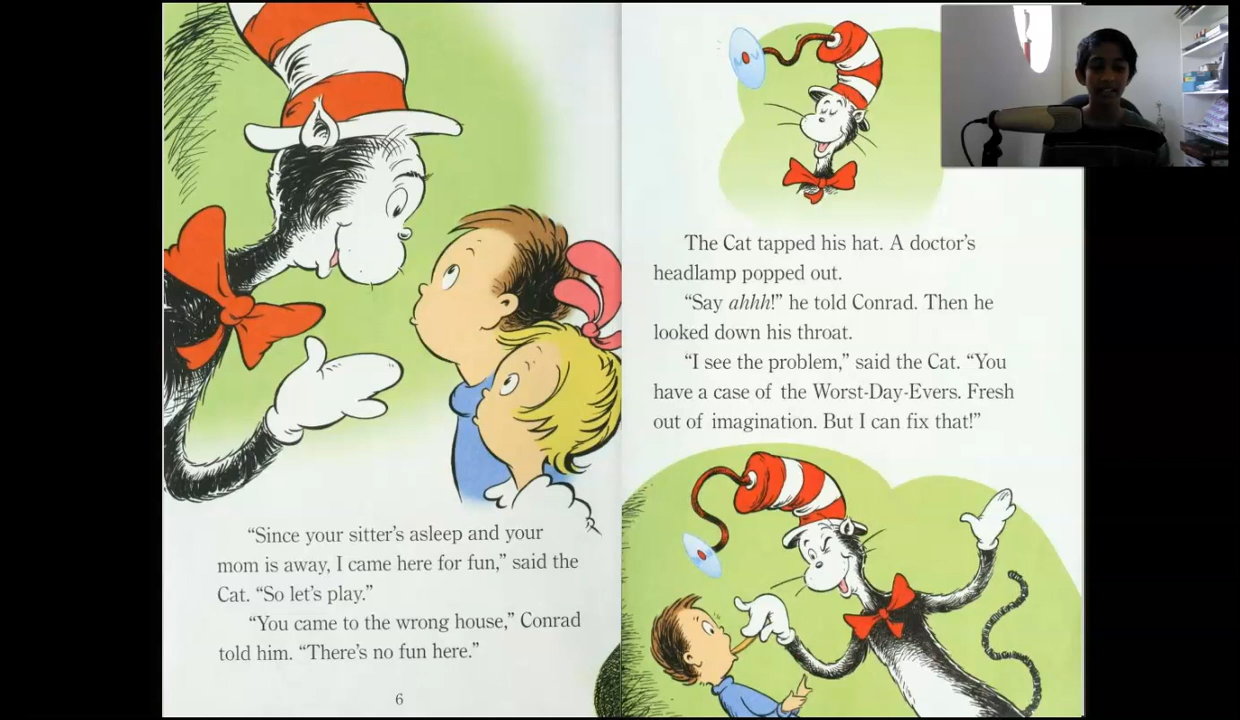 “Since your sitter’s asleep and your
mom is away, I came here for fun,” said the
Cat. “So let’s play.”
“You came to the wrong house,” Conrad
told him. “There’s no fun here.”
6
The Cat tapped his hat. A doctor’s
headlamp popped out.
“Say ahhh!” he told Conrad. Then he
looked down his throat.
“I see the problem,” said the Cat. “You
have a case of the Worst-Day-Evers. Fresh
out of imagination. But I can fix that!”